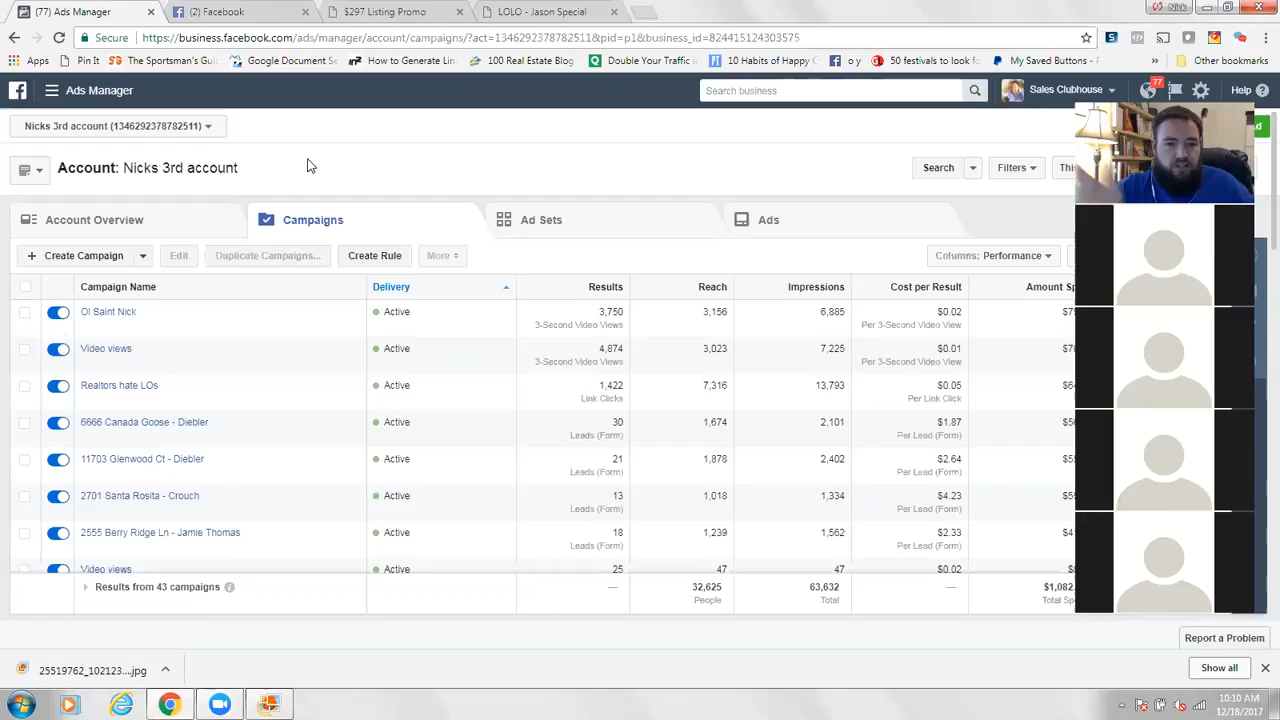 (77) Ads Manager
(2) Facebook
$297 Listing Promo
LOLO - Jason Special
Nick
Secure
https://business.facebook.com/ads/manager/account/campaigns/?act=1346292378782511&pid=p1&business_id=824415124303575
Apps
Pin It
The Sportsman's Gui
Google Document Se
How to Generate Li
100 Real Estate Blog
Double Your Traffic
10 Habits of Happy C
o y
50 festivals to look fo
My Saved Buttons - P
Other bookmarks
Ads Manager
Search business
Sales Clubhouse
77
Help
Nicks 3rd account (1346292378782511)
Account: Nicks 3rd account
Search
Filters
Account Overview
Campaigns
Ad Sets
Ads
+ Create Campaign
Edit
Duplicate Campaigns...
Create Rule
More
Columns: Performance
Campaign Name
Delivery
Results
Reach
Impressions
Cost per Result
Amount Sp
Ol Saint Nick
Active
3,750
3,156
6,885
$0.02
3-Second Video Views
Per 3-Second Video View
Video views
Active
4,874
3,023
7,225
$0.01
3-Second Video Views
Per 3-Second Video View
Realtors hate LOs
Active
1,422
7,316
13,793
$0.05
Link Clicks
Per Link Click
6666 Canada Goose - Diebler
Active
30
1,674
2,101
$1.87
Leads (Form)
Per Lead (Form)
11703 Glenwood Ct - Diebler
Active
21
1,878
2,402
$2.64
Leads (Form)
Per Lead (Form)
2701 Santa Rosita - Crouch
Active
13
1,018
1,334
$4.23
Leads (Form)
Per Lead (Form)
2555 Berry Ridge Ln - Jamie Thomas
Active
18
1,239
1,562
$2.33
Leads (Form)
Per Lead (Form)
Video views
Active
25
47
47
$0.02
Results from 43 campaigns
—
32,625
63,632
—
$1,082.
People
Total
Total Sp
Report a Problem
25519762_102123....jpg
Show all
10:10 AM
12/18/2017